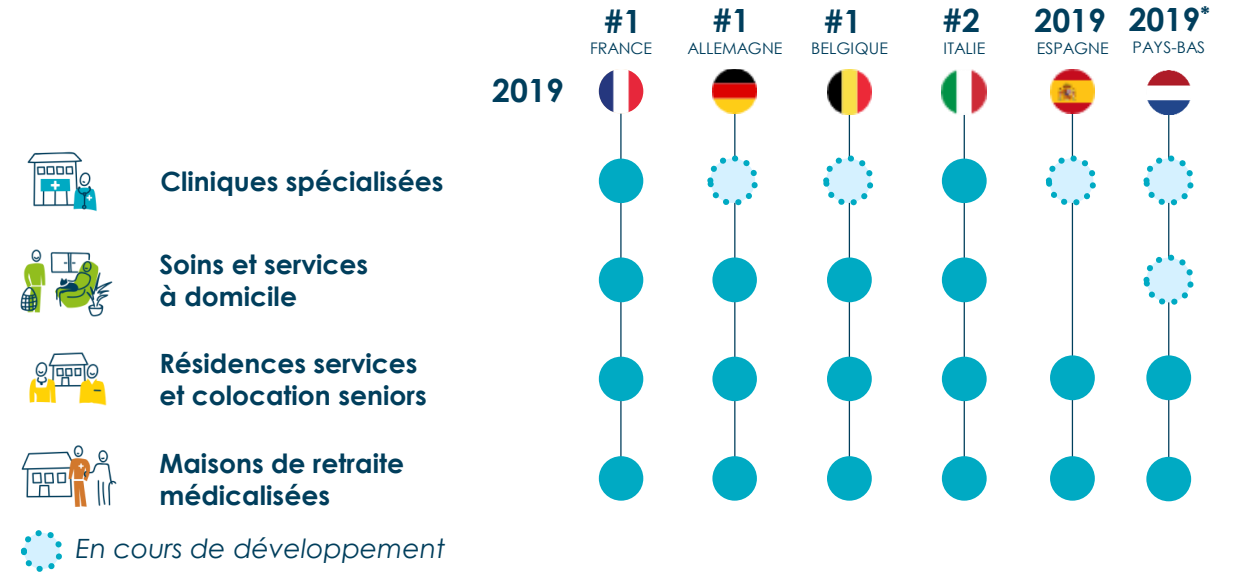 #1 #1 #1 #2 2019 2019*
FRANCE ALLEMAGNE BELGIQUE ITALIE ESPAGNE PAYS-BAS
2019
Cliniques spécialisées
Soins et services
à domicile
Résidences services
et colocation seniors
Maisons de retraite
médicalisées
En cours de développement